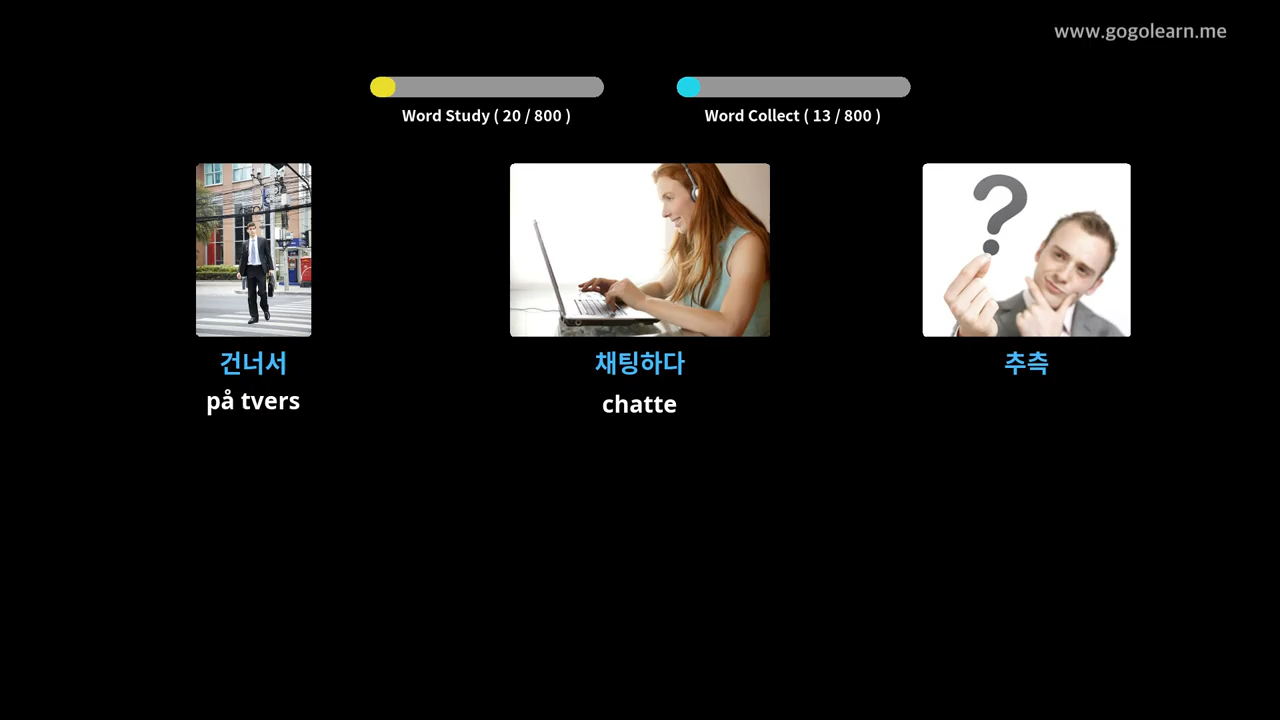 www.gogolearn.me
Word Study ( 20 / 800 )
Word Collect ( 13 / 800 )
건너서
채팅하다
추측
på tvers
chatte